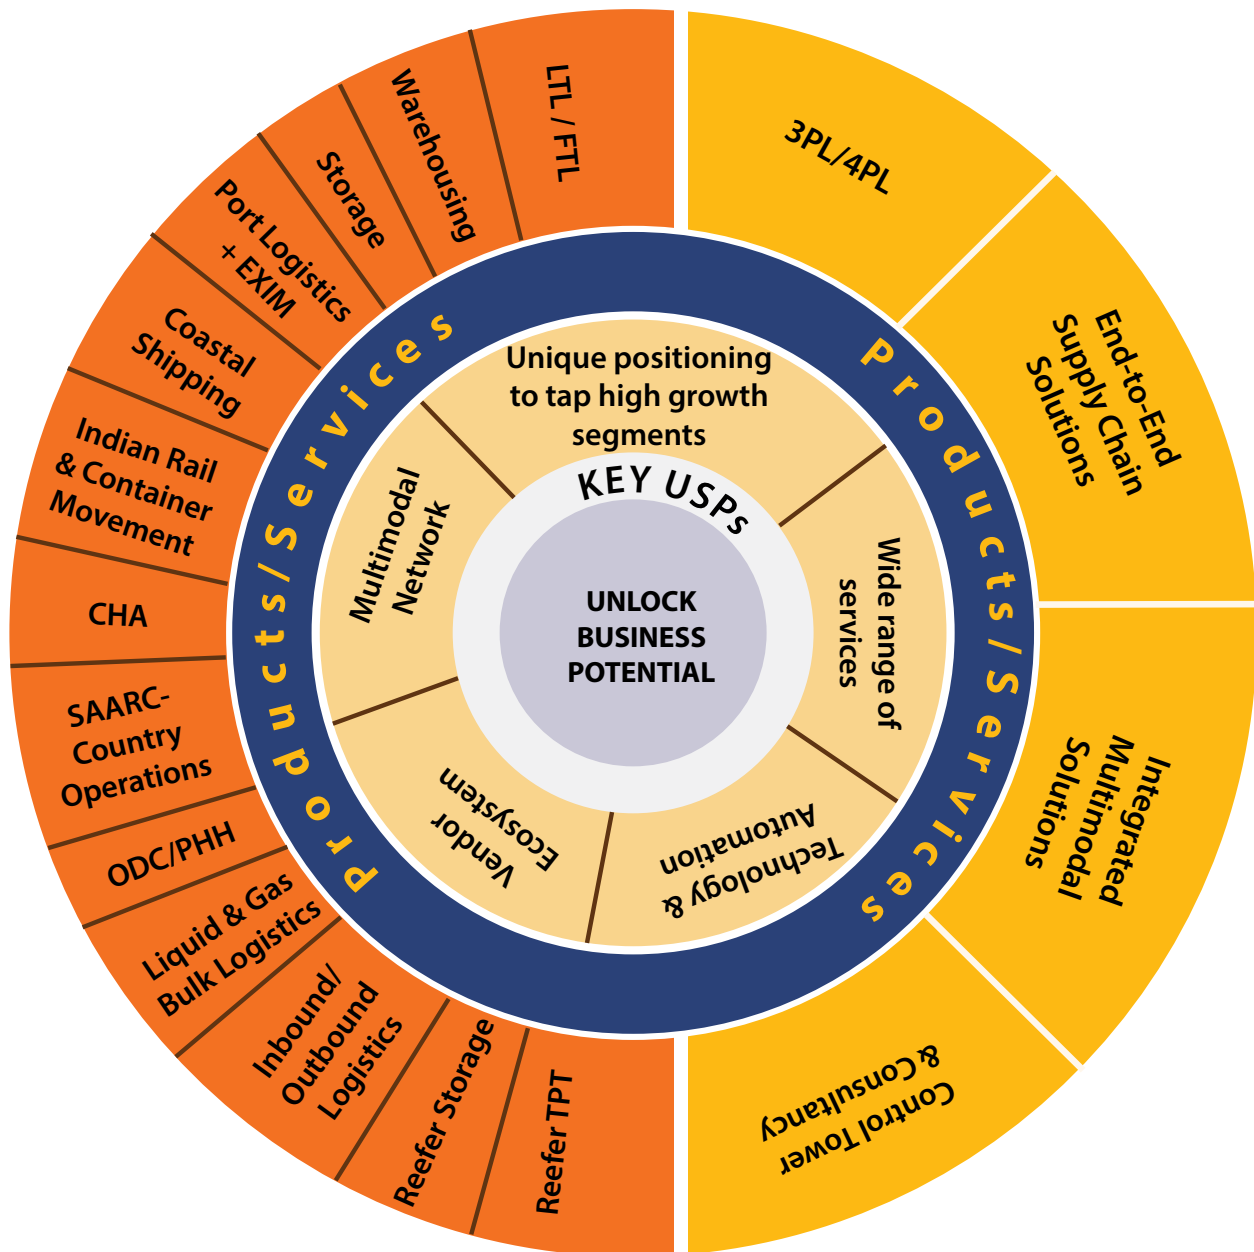 UNLOCK
BUSINESS
POTENTIAL
KEY USPs
Unique positioning
to tap high growth
segments
Wide range of
services
Technology &
Automation
Vendor
Ecosystem
Multimodal
Network
Products/Services
Products/Services
3PL/4PL
End-to-End
Supply Chain
Solutions
Integrated
Multimodal
Solutions
Control Tower
& Consultancy
LTL / FTL
Warehousing
Storage
Port Logistics
+ EXIM
Coastal
Shipping
Indian Rail
& Container
Movement
CHA
SAARC-
Country
Operations
ODC/PHH
Liquid & Gas
Bulk Logistics
Inbound/
Outbound
Logistics
Reefer Storage
Reefer TPT